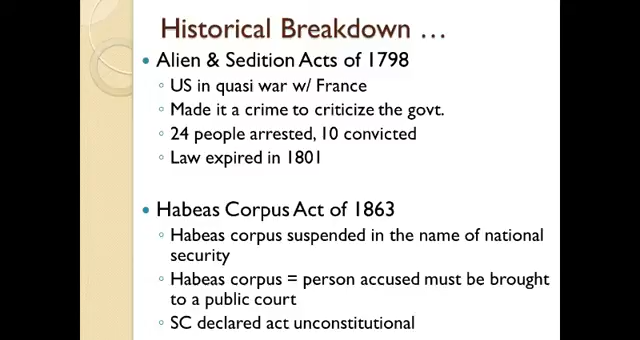 Historical Breakdown …
• Alien & Sedition Acts of 1798
◦ US in quasi war w/ France
◦ Made it a crime to criticize the govt.
◦ 24 people arrested, 10 convicted
◦ Law expired in 1801
• Habeas Corpus Act of 1863
◦ Habeas corpus suspended in the name of national
security
◦ Habeas corpus = person accused must be brought
to a public court
◦ SC declared act unconstitutional